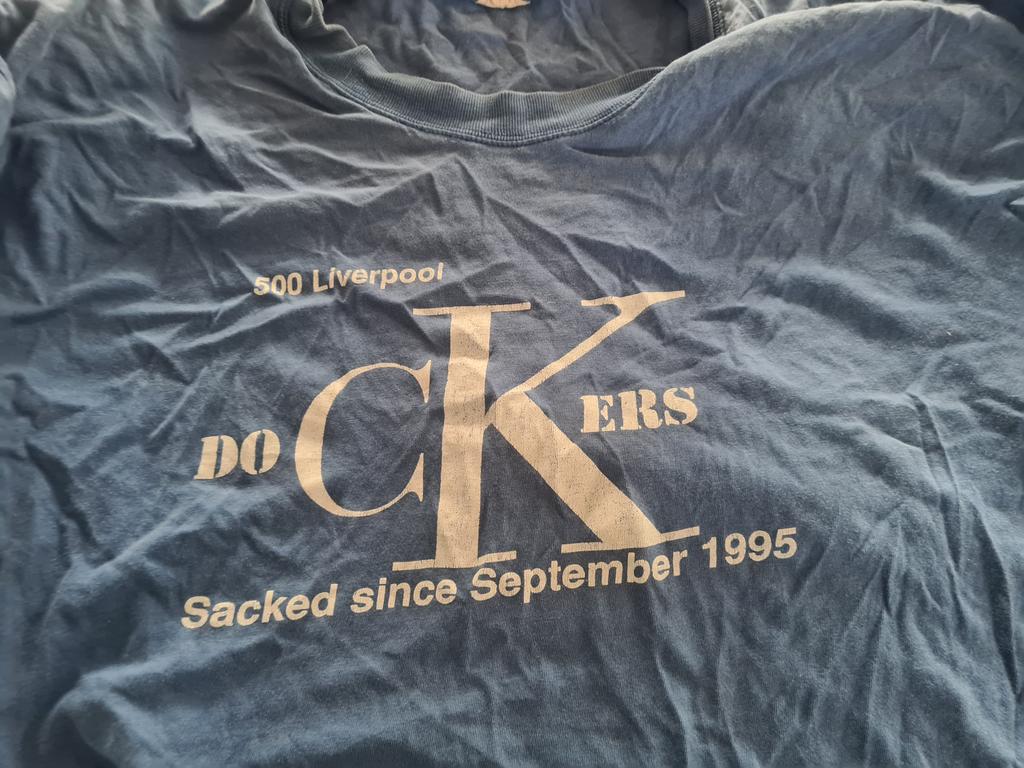 500 Liverpool
DOCKERS
Sacked since September 1995